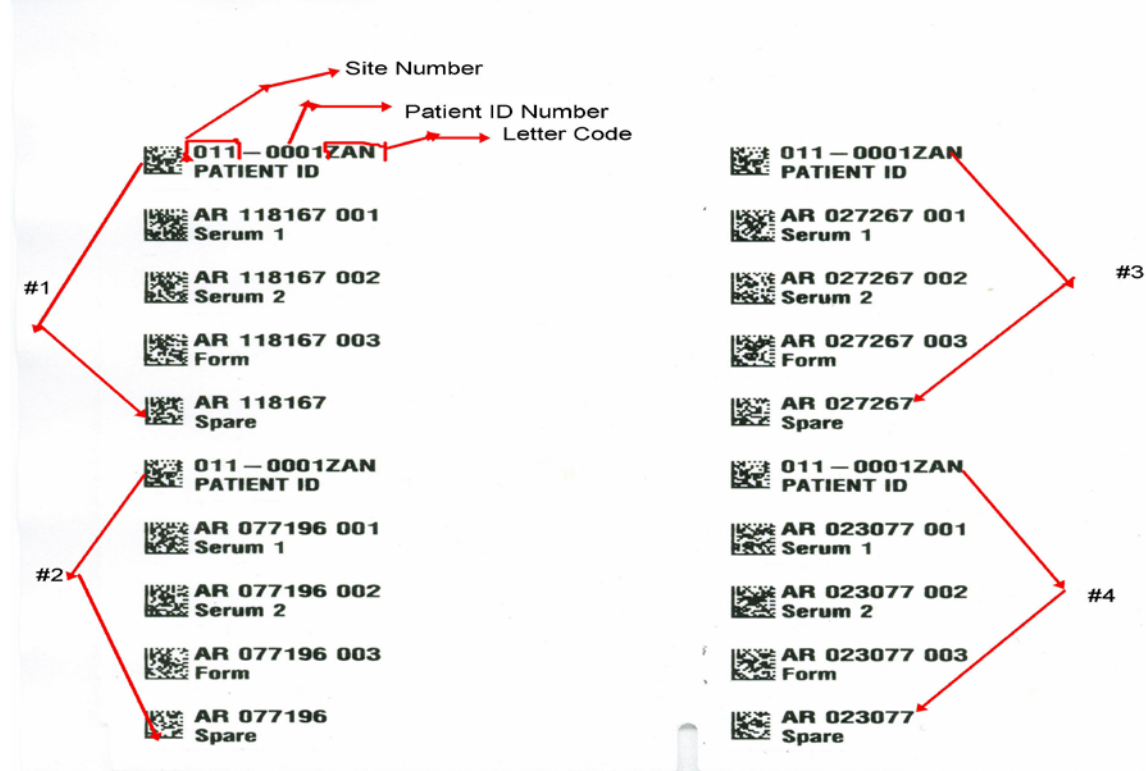 Site Number
Patient ID Number
Letter Code
011-0001ZAN
PATIENT ID
AR 118167 001
Serum 1
AR 118167 002
Serum 2
#1
AR 118167 003
Form
AR 118167
Spare
011-0001ZAN
PATIENT ID
AR 077196 001
Serum 1
#2
AR 077196 002
Serum 2
AR 077196 003
Form
AR 077196
Spare
011-0001ZAN
PATIENT ID
AR 027267 001
Serum 1
#3
AR 027267 002
Serum 2
AR 027267 003
Form
AR 027267
Spare
011-0001ZAN
PATIENT ID
AR 023077 001
Serum 1
AR 023077 002
Serum 2
#4
AR 023077 003
Form
AR 023077
Spare